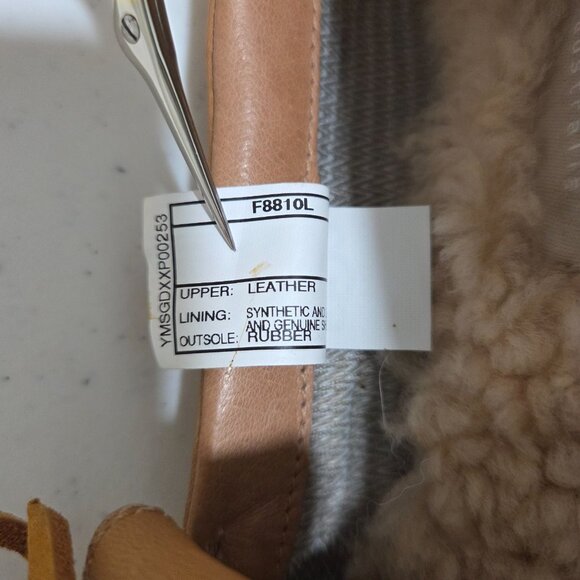 F8810L
UPPER: LEATHER
LINING: SYNTHETIC AND
AND GENUINE
OUTSOLE: RUBBER
YMSGDXXP00253